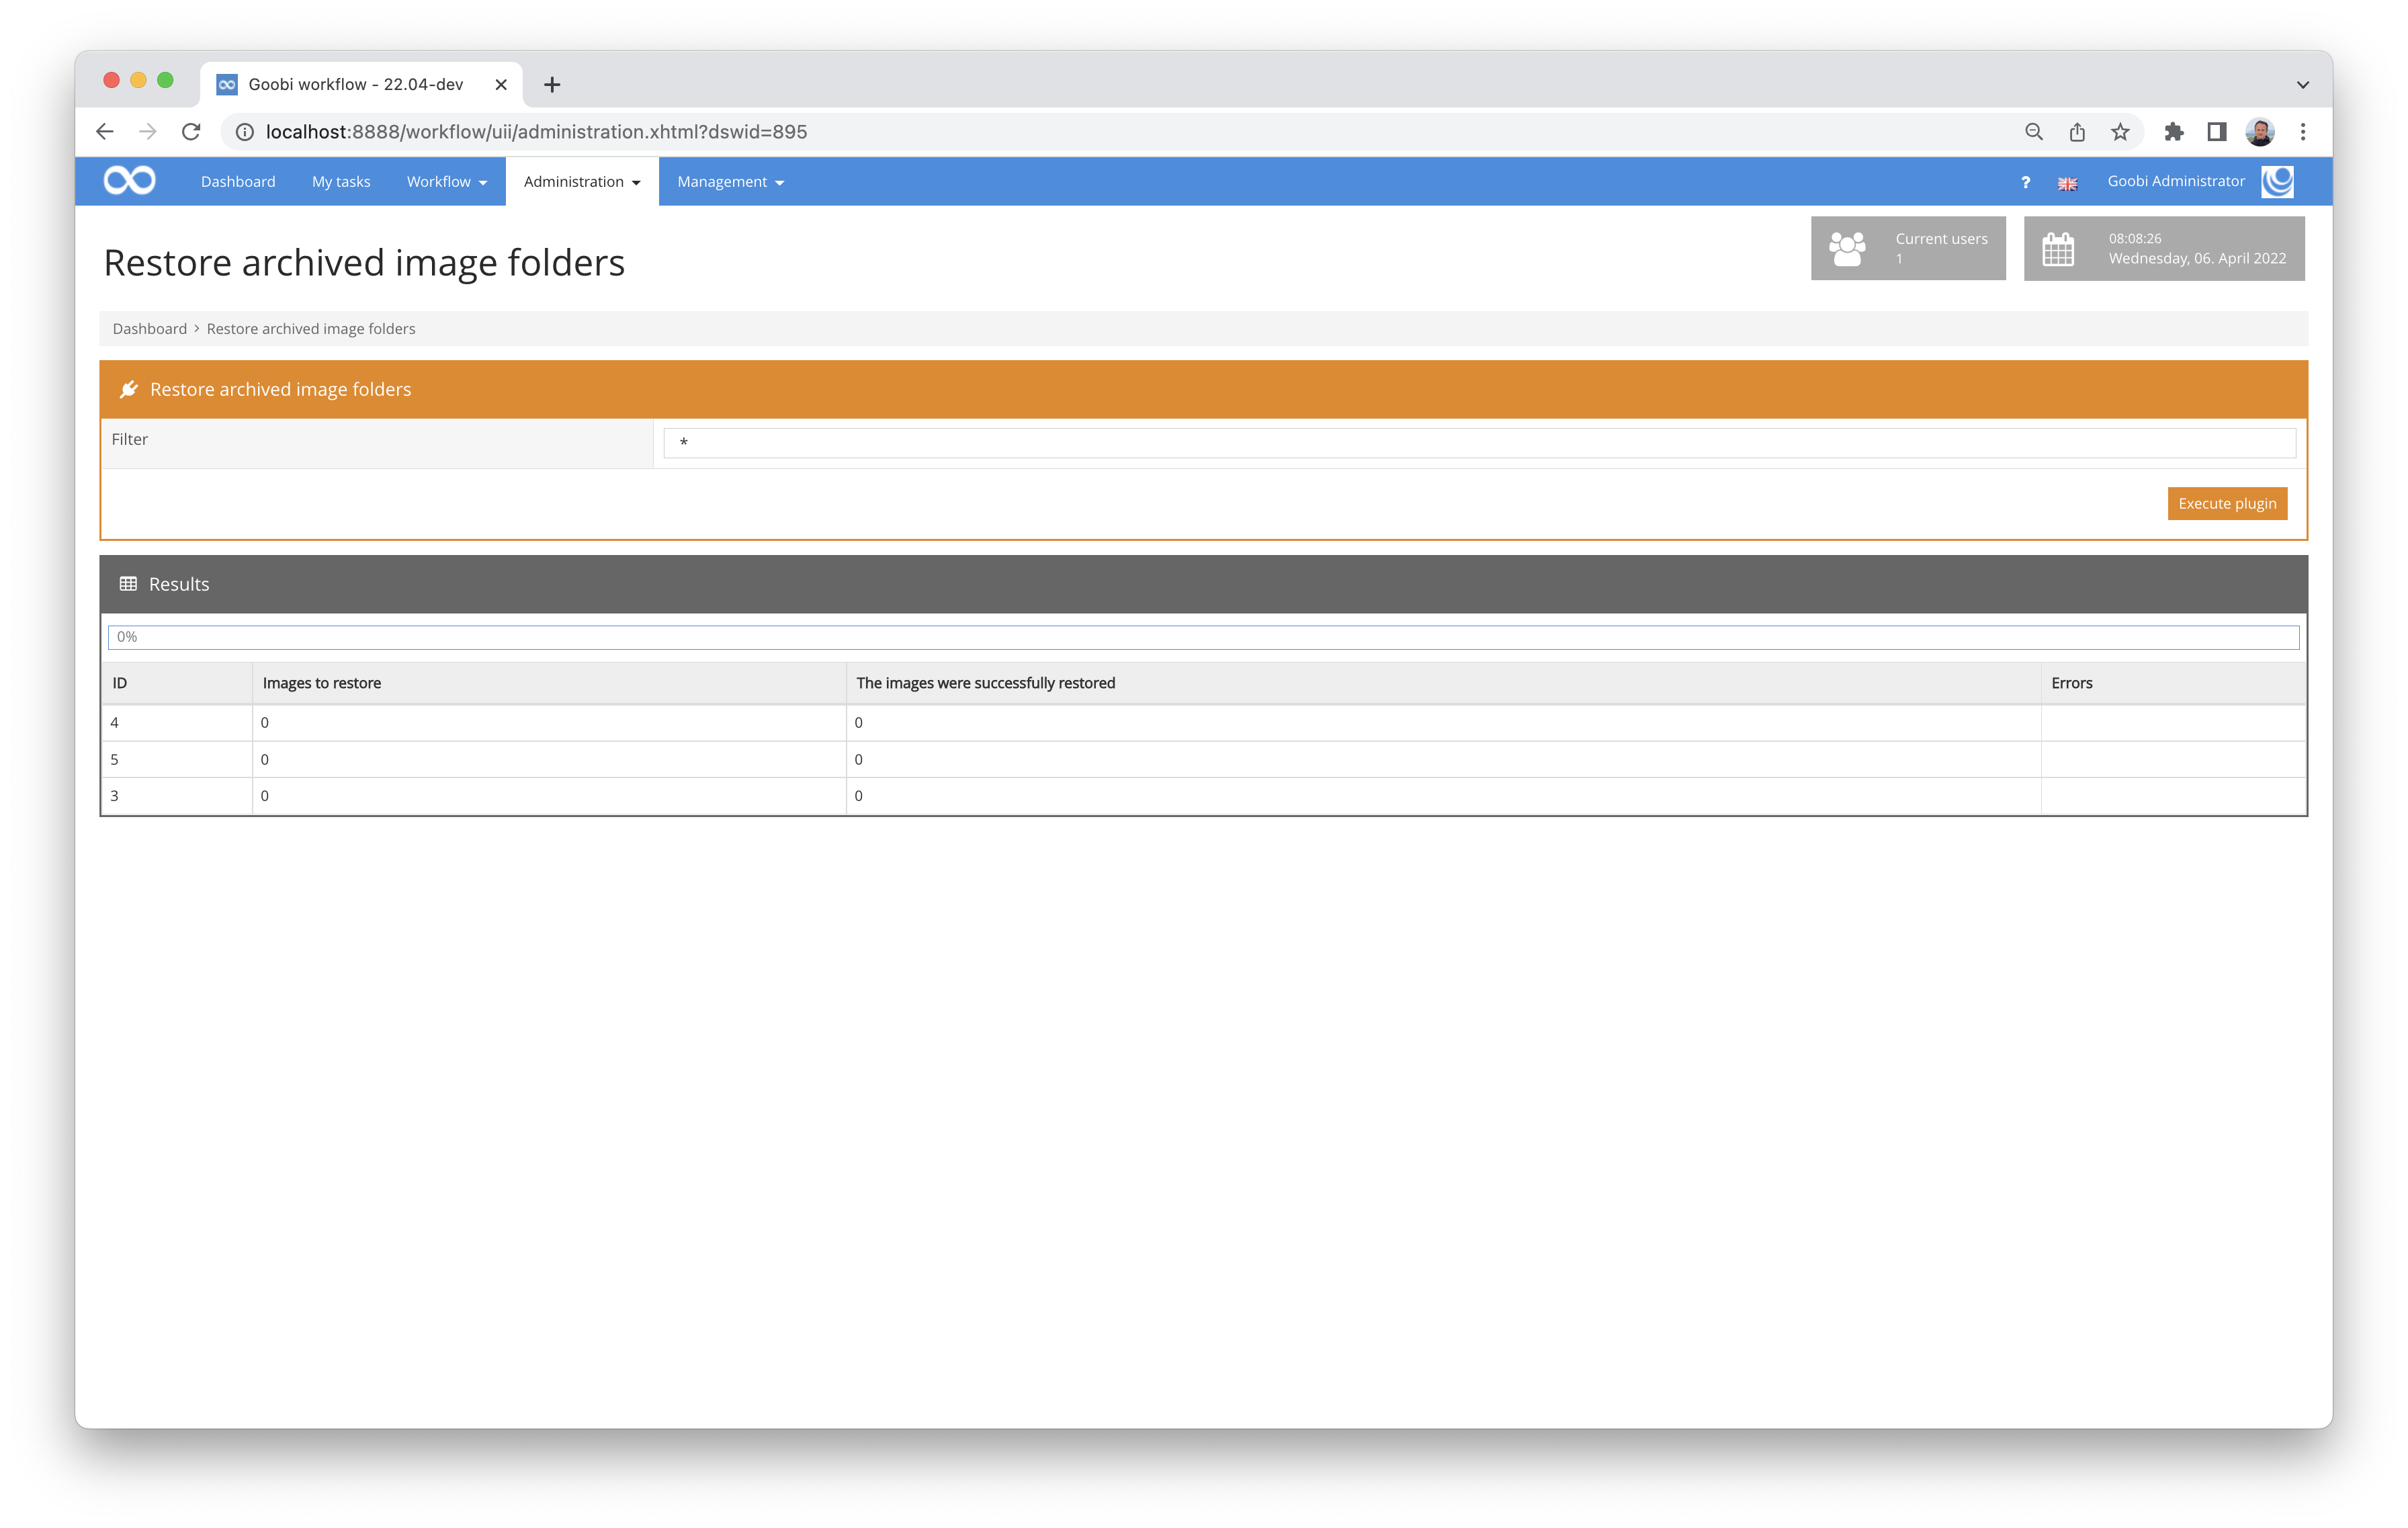 Goobi workflow - 22.04-dev
localhost:8888/workflow/uii/administration.xhtml?dswid=895
Dashboard My tasks Workflow Administration Management ? Goobi Administrator
Restore archived image folders
Current users
1
08:08:26
Wednesday, 06. April 2022
Dashboard > Restore archived image folders
Restore archived image folders
Filter *
Execute plugin
Results
0%
ID Images to restore The images were successfully restored Errors
4 0 0
5 0 0
3 0 0